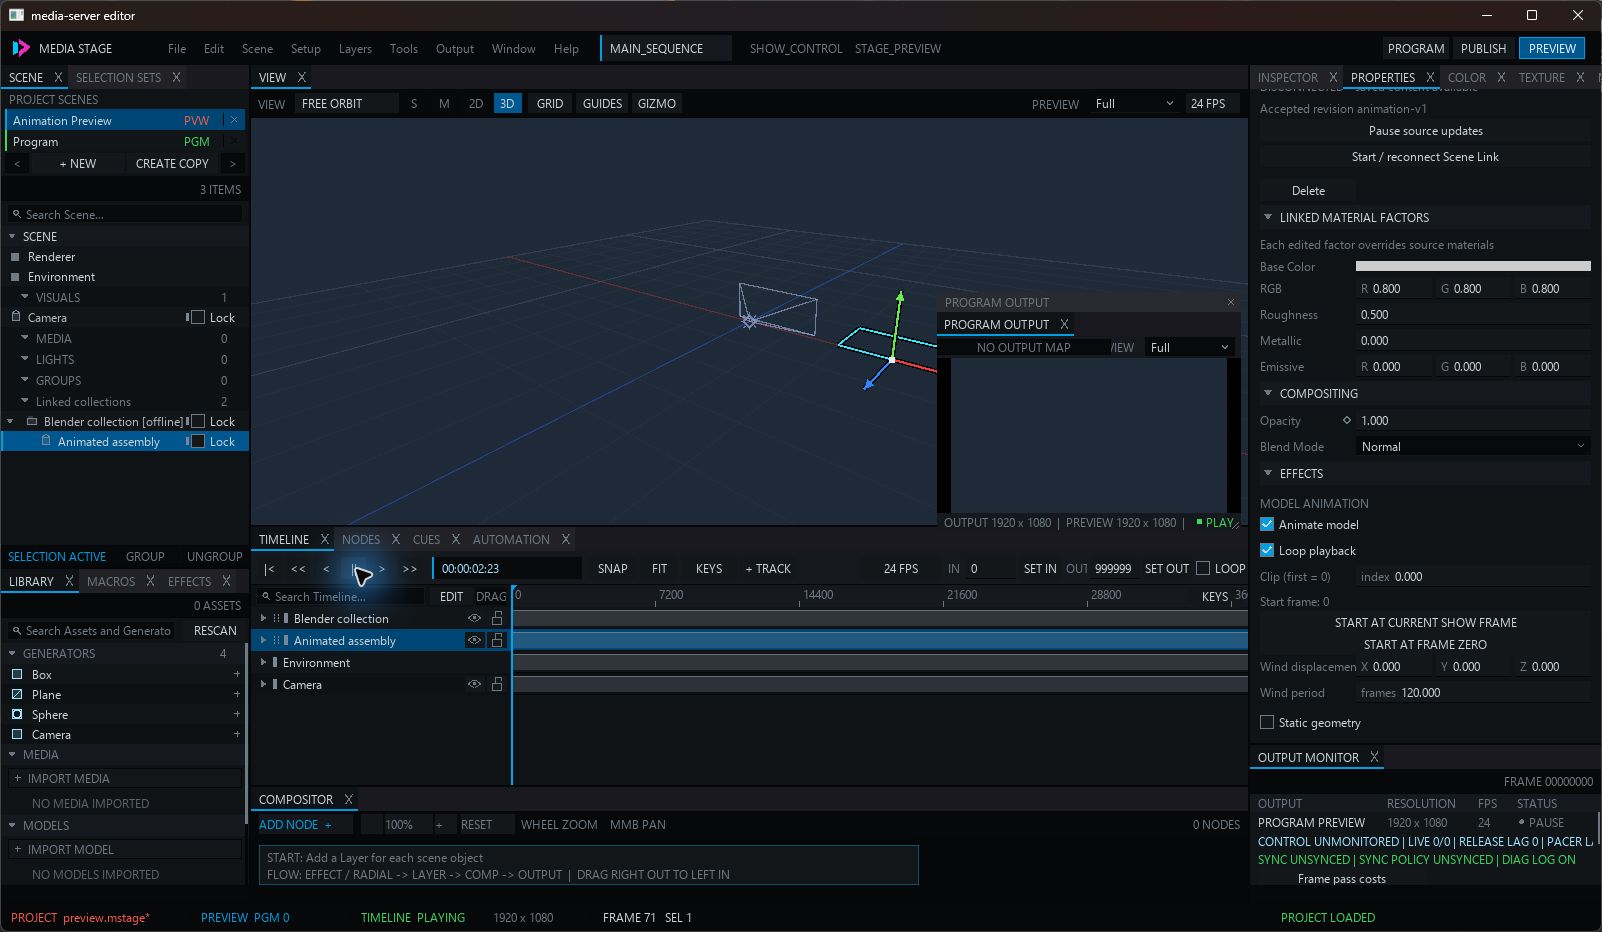 media-server editor
MEDIA STAGE File Edit Scene Setup Layers Tools Output Window Help MAIN_SEQUENCE SHOW_CONTROL STAGE_PREVIEW PROGRAM PUBLISH PREVIEW
SCENE X SELECTION SETS X
PROJECT SCENES
Animation Preview PVW
Program PGM
< + NEW CREATE COPY >
3 ITEMS
Search Scene...
SCENE
Renderer
Environment
VISUALS 1
Camera Lock
MEDIA 0
LIGHTS 0
GROUPS 0
Linked collections 2
Blender collection [offline] Lock
Animated assembly Lock
SELECTION ACTIVE GROUP UNGROUP
LIBRARY X MACROS X EFFECTS X
0 ASSETS
Search Assets and Generato RESCAN
GENERATORS 4
Box +
Plane +
Sphere +
Camera +
MEDIA
+ IMPORT MEDIA
NO MEDIA IMPORTED
MODELS
+ IMPORT MODEL
NO MODELS IMPORTED
VIEW X
VIEW FREE ORBIT S M 2D 3D GRID GUIDES GIZMO PREVIEW Full 24 FPS
PROGRAM OUTPUT
PROGRAM OUTPUT X
NO OUTPUT MAP /IEW Full
OUTPUT 1920 x 1080 | PREVIEW 1920 x 1080 | PLAY
TIMELINE X NODES X CUES X AUTOMATION X
|< << < || > >> 00:00:02:23 SNAP FIT KEYS + TRACK 24 FPS IN 0 SET IN OUT 999999 SET OUT LOOP
Search Timeline... EDIT DRAG 0 7200 14400 21600 28800 KEYS 360
Blender collection
Animated assembly
Environment
Camera
COMPOSITOR X
ADD NODE + 100% + RESET WHEEL ZOOM MMB PAN 0 NODES
START: Add a Layer for each scene object
FLOW: EFFECT / RADIAL -> LAYER -> COMP -> OUTPUT | DRAG RIGHT OUT TO LEFT IN
INSPECTOR X PROPERTIES X COLOR X TEXTURE X
Accepted revision animation-v1
Pause source updates
Start / reconnect Scene Link
Delete
LINKED MATERIAL FACTORS
Each edited factor overrides source materials
Base Color
RGB R 0.800 G 0.800 B 0.800
Roughness 0.500
Metallic 0.000
Emissive R 0.000 G 0.000 B 0.000
COMPOSITING
Opacity 1.000
Blend Mode Normal
EFFECTS
MODEL ANIMATION
Animate model
Loop playback
Clip (first = 0) index 0.000
Start frame: 0
START AT CURRENT SHOW FRAME
START AT FRAME ZERO
Wind displacemen X 0.000 Y 0.000 Z 0.000
Wind period frames 120.000
Static geometry
OUTPUT MONITOR X
FRAME 00000000
OUTPUT RESOLUTION FPS STATUS
PROGRAM PREVIEW 1920 x 1080 24 PAUSE
CONTROL UNMONITORED | LIVE 0/0 | RELEASE LAG 0 | PACER LA
SYNC UNSYNCED | SYNC POLICY UNSYNCED | DIAG LOG ON
Frame pass costs
PROJECT preview.mstage* PREVIEW PGM 0 TIMELINE PLAYING 1920 x 1080 FRAME 71 SEL 1 PROJECT LOADED